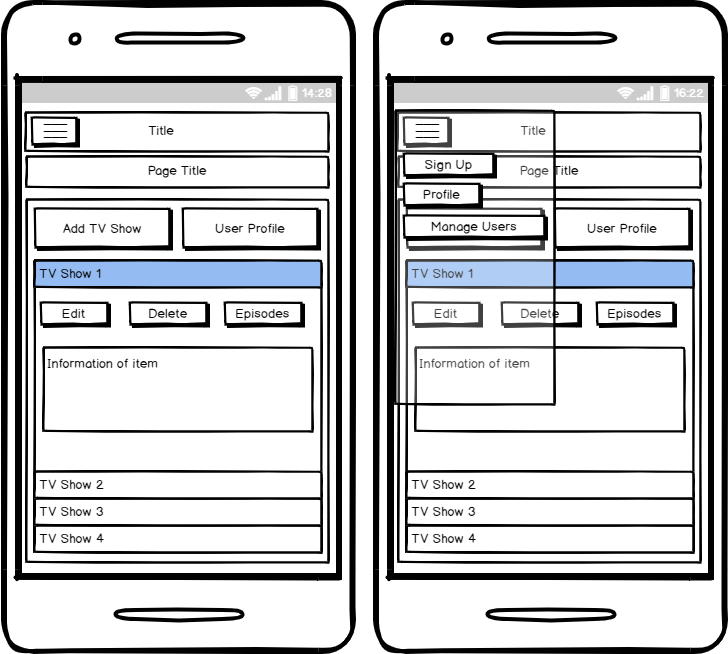 14:28
Title
Page Title
Add TV Show
User Profile
TV Show 1
Edit
Delete
Episodes
Information of item
TV Show 2
TV Show 3
TV Show 4
16:22
Title
Sign Up
Page Title
Profile
Manage Users
User Profile
TV Show 1
Edit
Delete
Episodes
Information of item
TV Show 2
TV Show 3
TV Show 4